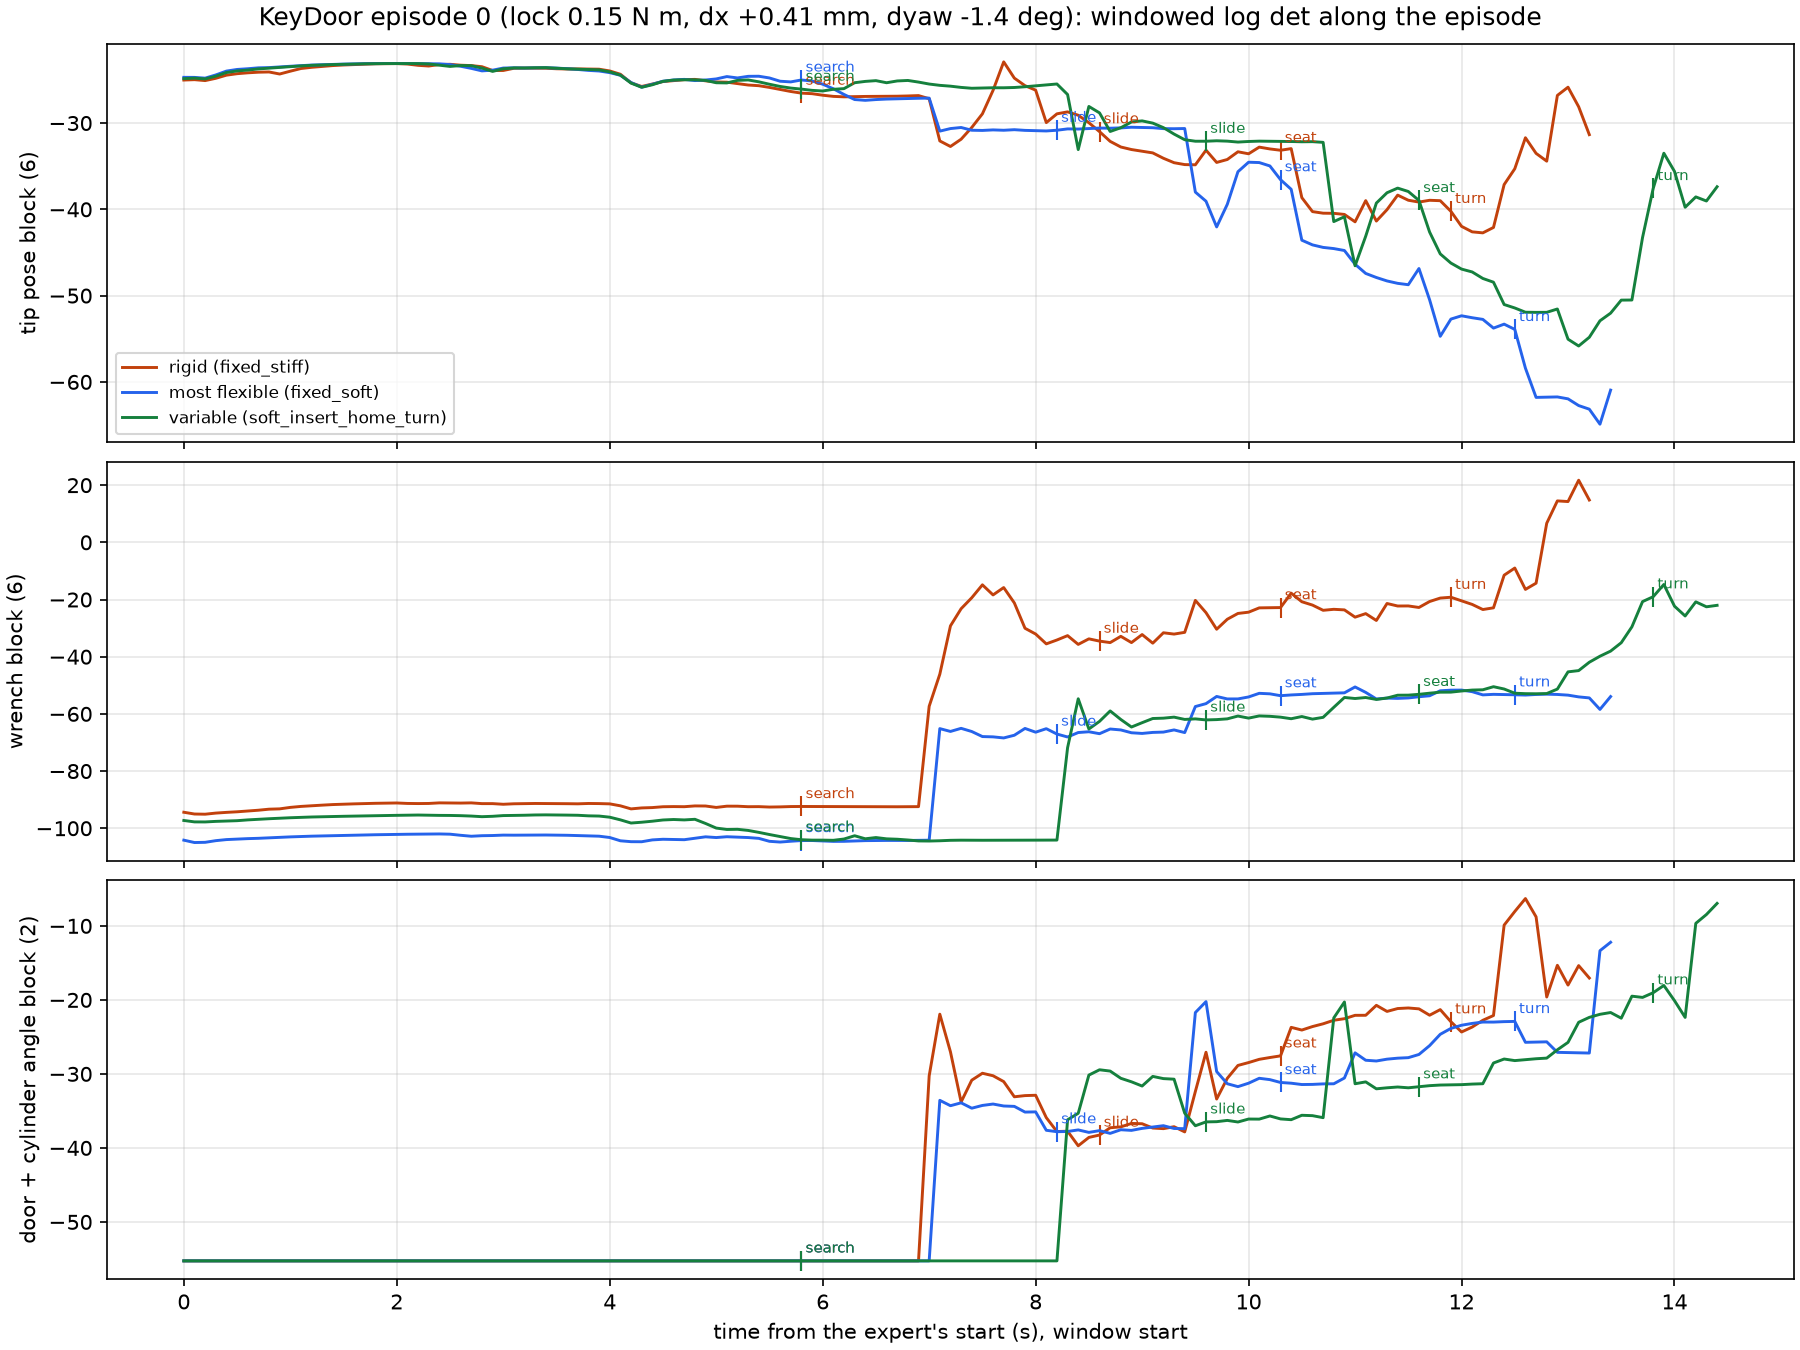 KeyDoor episode 0 (lock 0.15 N m, dx +0.41 mm, dyaw -1.4 deg): windowed log det along the episode
tip pose block (6)
−30
−40
−50
−60
search
search
search
slide
slide
slide
seat
seat
seat
turn
turn
turn
rigid (fixed_stiff)
most flexible (fixed_soft)
variable (soft_insert_home_turn)
wrench block (6)
20
0
−20
−40
−60
−80
−100
search
search
slide
slide
slide
seat
seat
turn
turn
turn
door + cylinder angle block (2)
−10
−20
−30
−40
−50
search
slide
slide
slide
seat
seat
seat
turn
turn
turn
0
2
4
6
8
10
12
14
time from the expert's start (s), window start